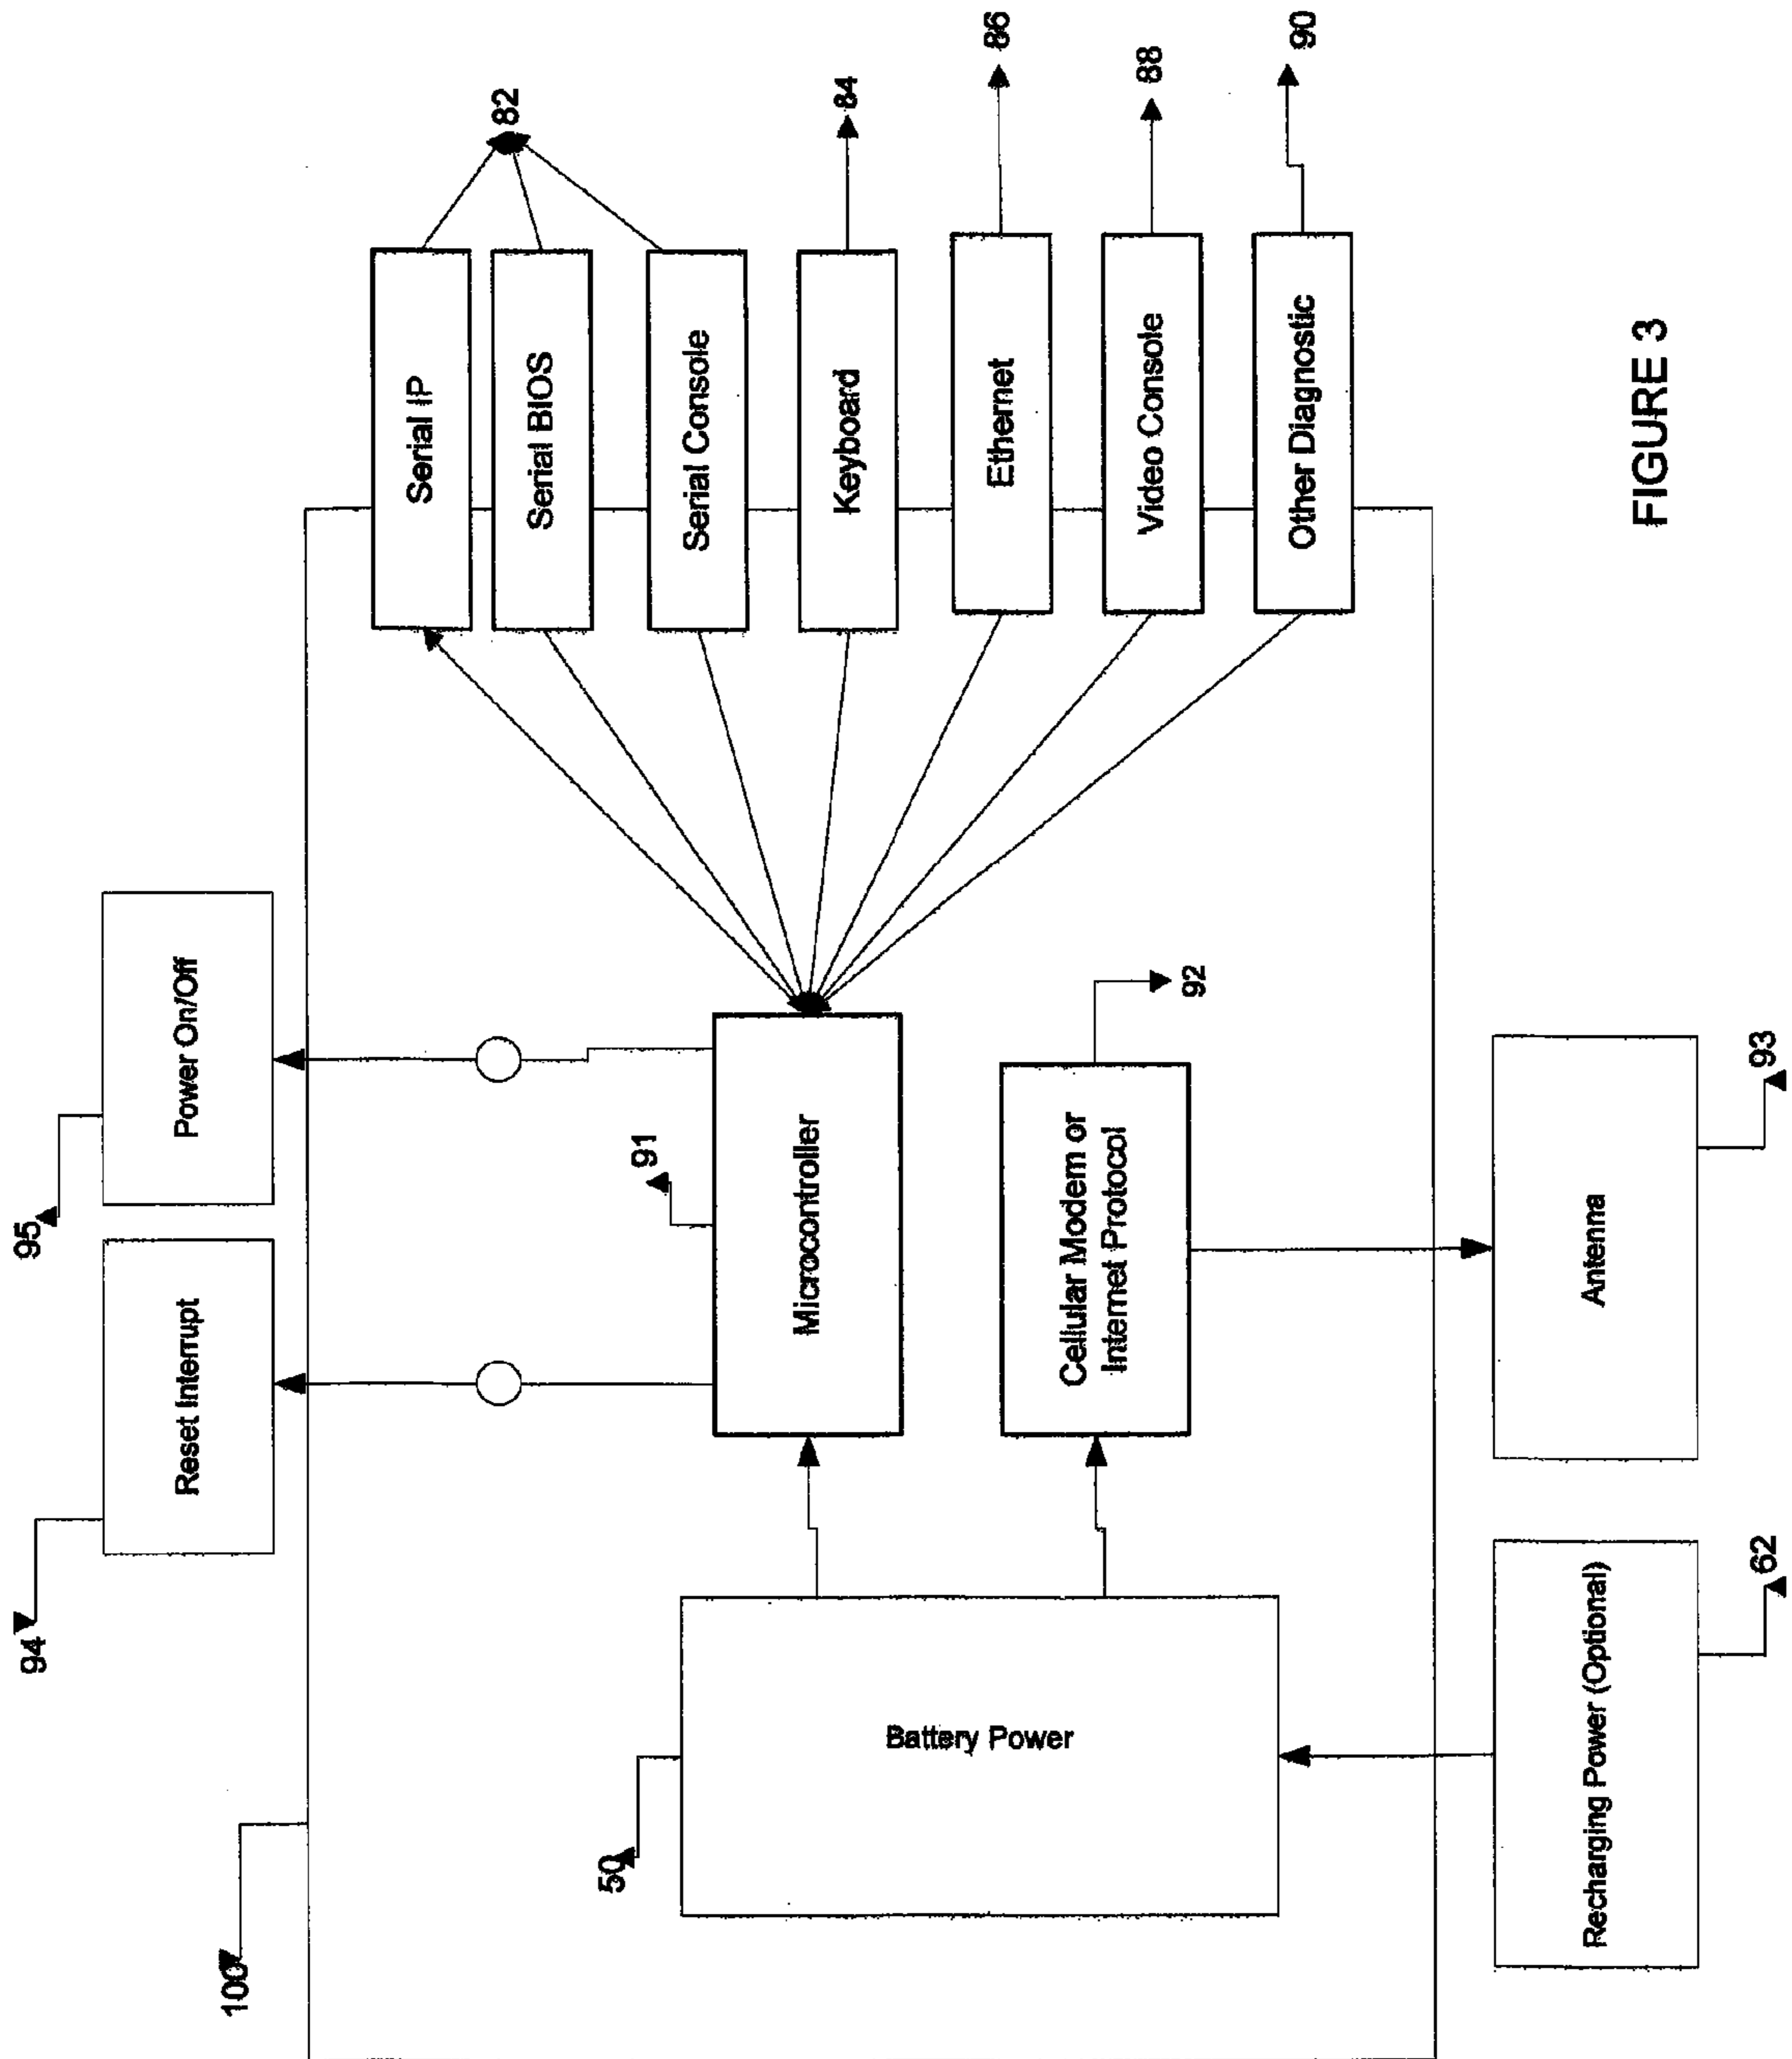 94
95
Reset Interrupt
Power On/Off
100
82
Serial IP
Serial BIOS
Serial Console
84
Keyboard
86
Ethernet
88
Video Console
90
Other Diagnostic
50
Battery Power
91
Microcontroller
Cellular Modem or
Internet Protocol
92
Recharging Power (Optional)
62
Antenna
93
FIGURE 3